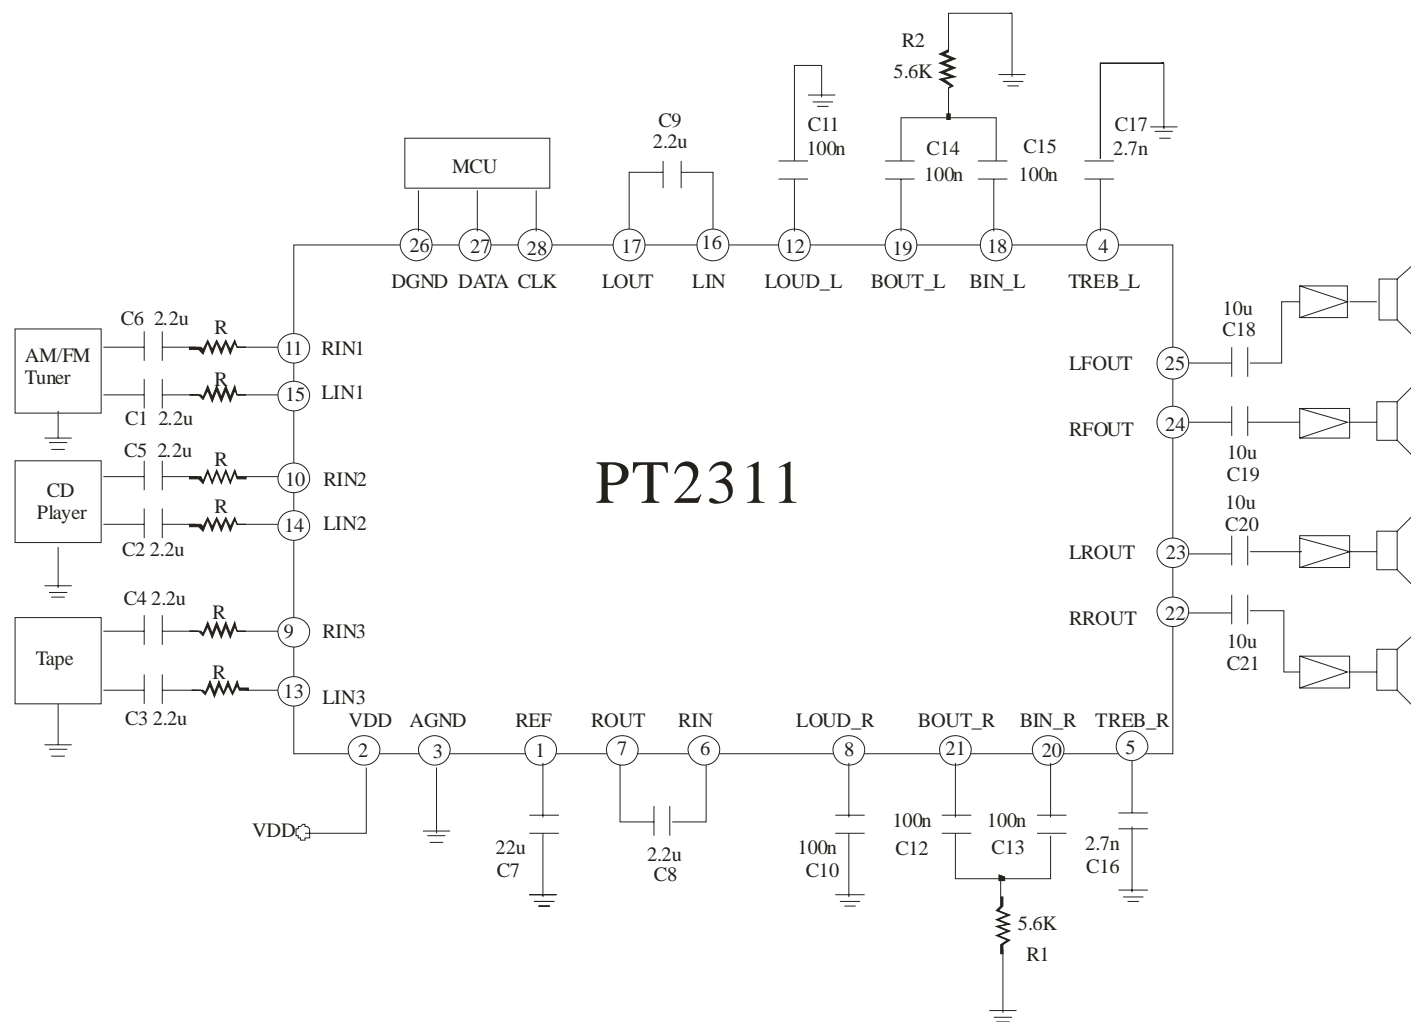 R2
5.6K
C11
100n
C17
2.7n
C9
2.2u
C14
100n
C15
100n
MCU
26
27
28
17
16
12
19
18
4
DGND
DATA
CLK
LOUT
LIN
LOUD_L
BOUT_L
BIN_L
TREB_L
C6 2.2u
R
AM/FM
Tuner
11
RIN1
R
15
LIN1
C1 2.2u
C5 2.2u
R
CD
Player
10
RIN2
R
14
LIN2
C2 2.2u
C4 2.2u
R
Tape
9
RIN3
R
13
LIN3
C3 2.2u
PT2311
10u
C18
LFOUT
25
RFOUT
24
10u
C19
10u
C20
LROUT
23
RROUT
22
10u
C21
VDD
AGND
REF
ROUT
RIN
LOUD_R
BOUT_R
BIN_R
TREB_R
2
3
1
7
6
8
21
20
5
VDD
22u
C7
2.2u
C8
100n
C10
100n
C12
100n
C13
2.7n
C16
5.6K
R1